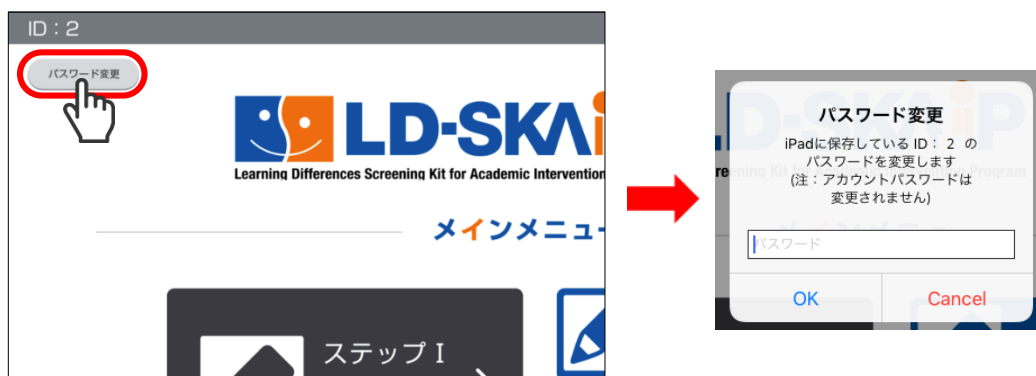 ID：2
パスワード変更
LD-SKAi
Learning Differences Screening Kit for Academic Intervention
メインメニュー
ステップ I
パスワード変更
iPadに保存している ID： 2 の
パスワードを変更します
(注：アカウントパスワードは
変更されません)
パスワード
OK
Cancel